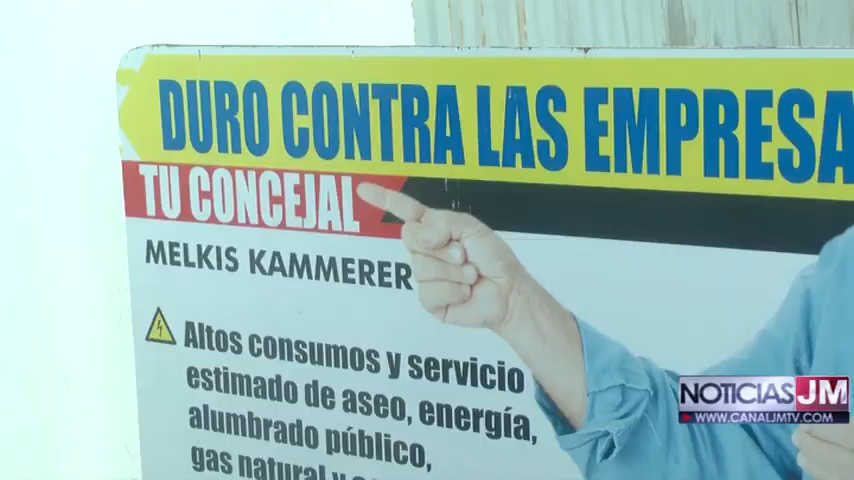 DURO CONTRA LAS EMPRESA
TU CONCEJAL
MELKIS KAMMERER
Altos consumos y servicio
estimado de aseo, energía,
alumbrado público,
gas natural y
NOTICIAS JM
WWW.CANALJMTV.COM